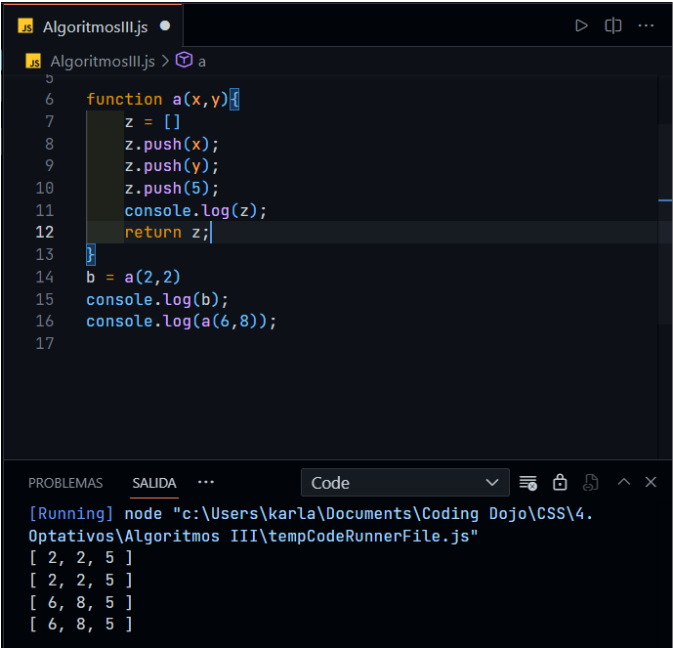 JS AlgoritmosIII.js
JS AlgoritmosIII.js > a
5
6 function a(x,y){
7 z = []
8 z.push(x);
9 z.push(y);
10 z.push(5);
11 console.log(z);
12 return z;
13 }
14 b = a(2,2)
15 console.log(b);
16 console.log(a(6,8));
17
PROBLEMAS SALIDA ··· Code
[Running] node "c:\Users\karla\Documents\Coding Dojo\CSS\4.
Optativos\Algoritmos III\tempCodeRunnerFile.js"
[ 2, 2, 5 ]
[ 2, 2, 5 ]
[ 6, 8, 5 ]
[ 6, 8, 5 ]